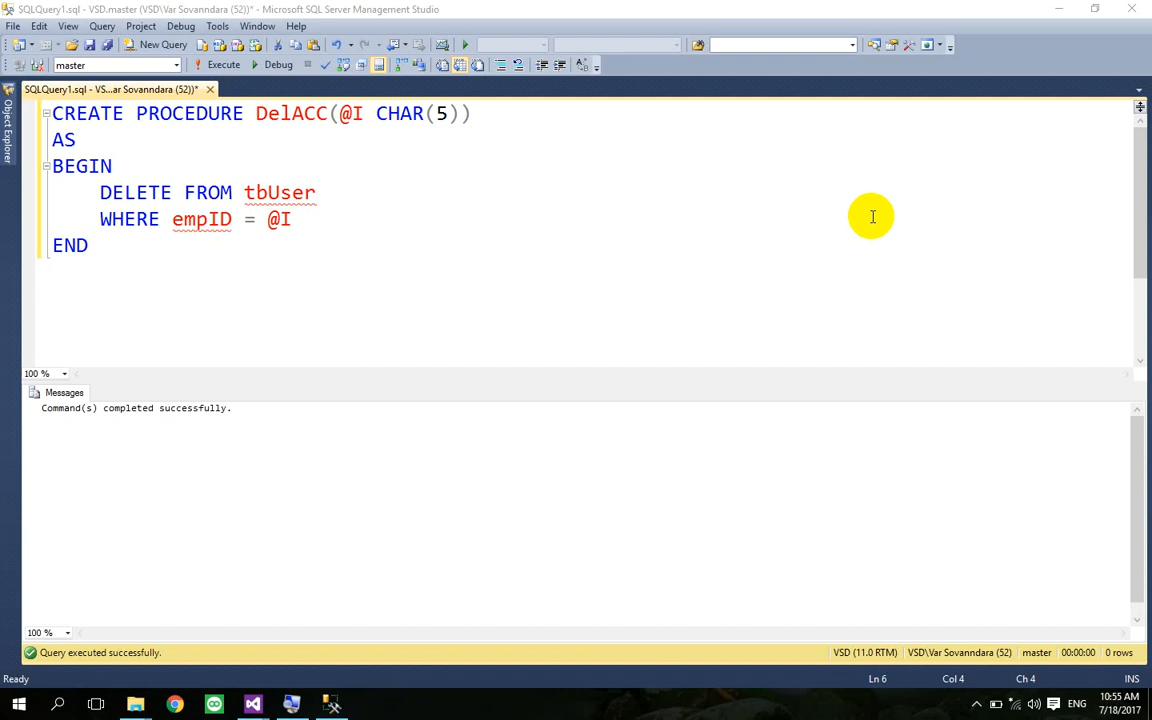 SQLQuery1.sql - VSD.master (VSD\Var Sovanndara (52))* - Microsoft SQL Server Management Studio
File Edit View Query Project Debug Tools Window Help
New Query
master Execute Debug
SQLQuery1.sql - VS...ar Sovanndara (52))*
Object Explorer
CREATE PROCEDURE DelACC(@I CHAR(5))
AS
BEGIN
DELETE FROM tbUser
WHERE empID = @I
END
100 %
Messages
Command(s) completed successfully.
100 %
Query executed successfully. VSD (11.0 RTM) VSD\Var Sovanndara (52) master 00:00:00 0 rows
Ready Ln 6 Col 4 Ch 4 INS
ENG 10:55 AM
7/18/2017